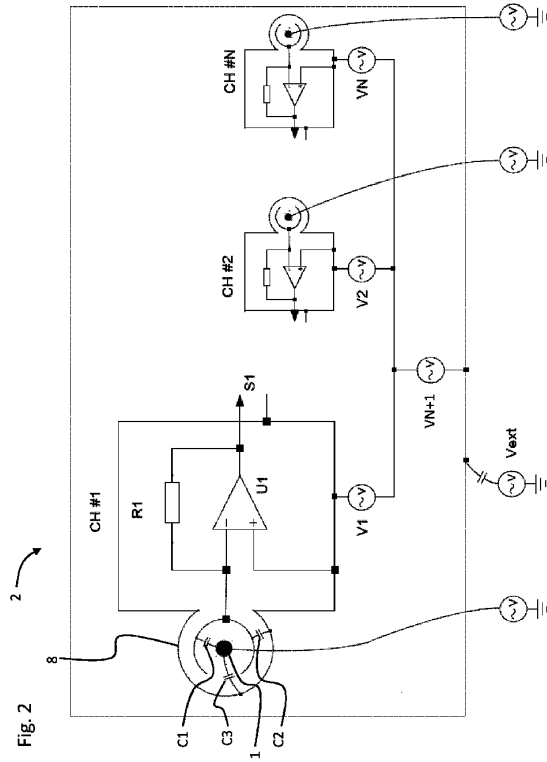 Fig. 2
2
8
C1
C3
1
C2
CH #1
R1
U1
S1
V1
CH #2
V2
CH #N
VN
VN+1
Vext
V
V
V
V
V
V
V
V
+